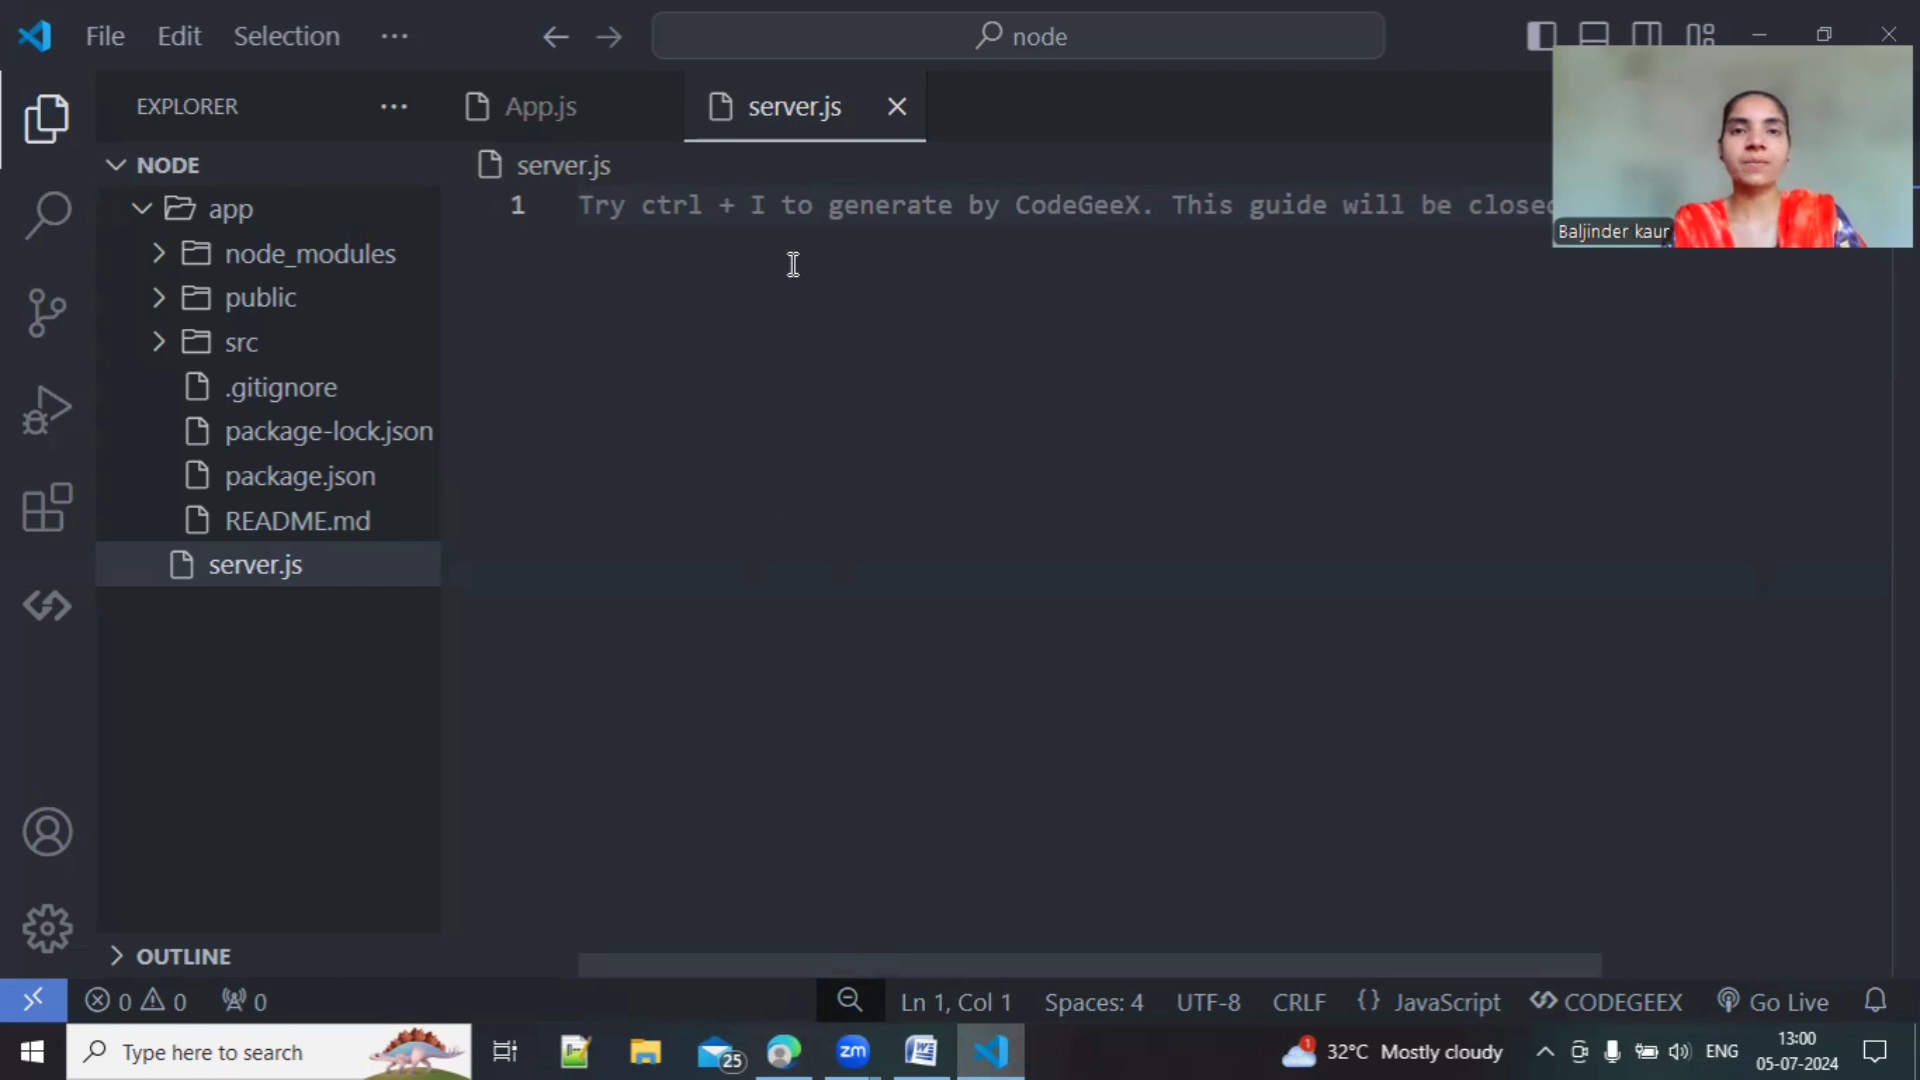 File Edit Selection ··· node
EXPLORER ··· App.js server.js
NODE
server.js
app
node_modules
public
src
.gitignore
package-lock.json
package.json
README.md
server.js
OUTLINE
1 Try ctrl + I to generate by CodeGeeX. This guide will be closed
Baljinder kaur
0 0 0 Ln 1, Col 1 Spaces: 4 UTF-8 CRLF {} JavaScript CODEGEEX Go Live
Type here to search 25 zm W 1 32°C Mostly cloudy ENG 13:00
05-07-2024